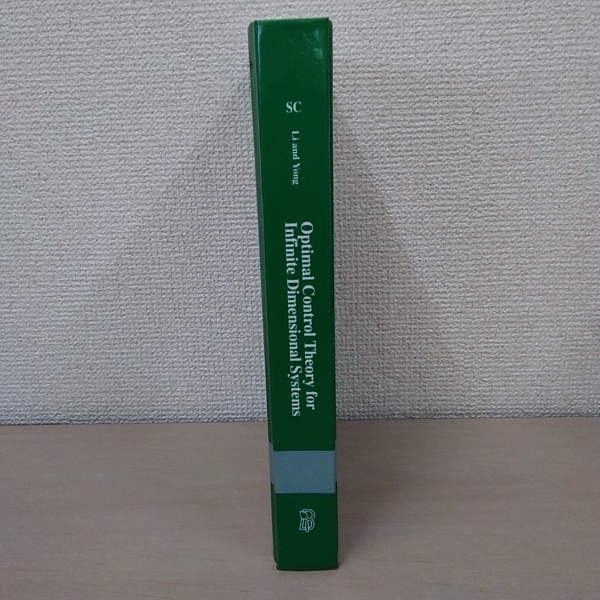 SC
Li and Yong
Optimal Control Theory for
Infinite Dimensional Systems